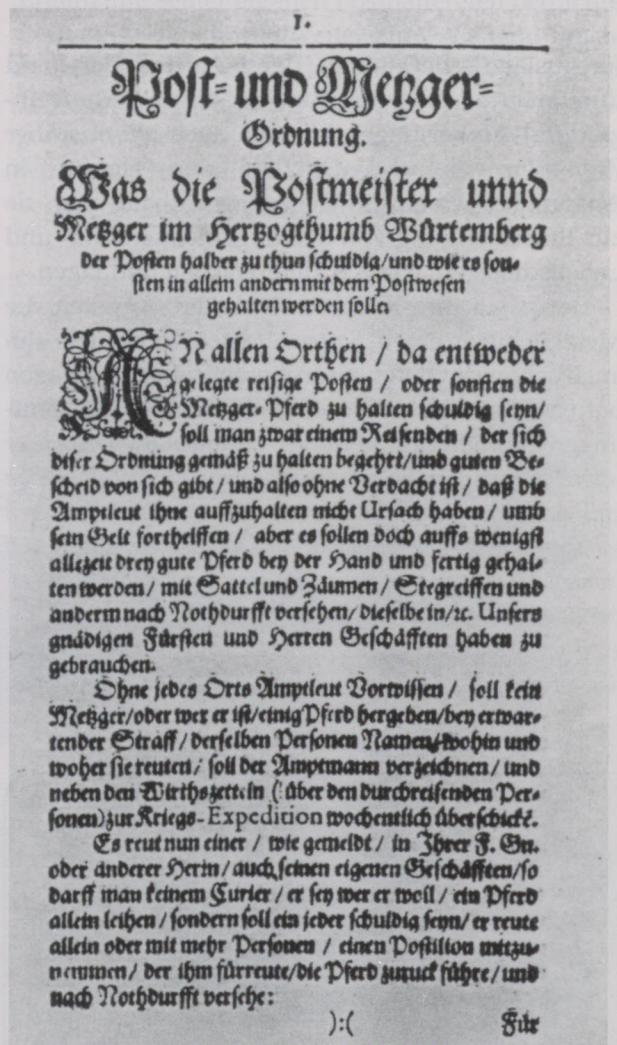 1.
Post- und Metzger-
Ordnung.
Was die Postmeister unnd
Metzger im Hertzogthumb Würtemberg
der Posten halber zu thun schuldig/und wie es son-
sten in allem andern mit dem Postwesen
gehalten werden solle.
AN allen Orthen / da entweder
gelegte reisige Posten / oder sonsten die
Metzger-Pferd zu halten schuldig seyn/
soll man zwar einem Reisenden / der sich
diser Ordnung gemäß zu halten begehrt/und guten Be-
scheid von sich gibt / und also ohne Verdacht ist / daß die
Amptleut ihne auffzuhalten nicht Ursach haben / umb
sein Gelt forthelffen / aber es sollen doch auffs wenigst
allezeit drey gute Pferd bey der Hand und fertig gehal-
ten werden / mit Sattel und Zäumen / Stegreiffen und
anderm nach Nothdurfft versehen/dieselbe in/ꝛc. Unsers
gnädigen Fürsten und Herren Geschäfften haben zu
gebrauchen.
Ohne jedes Orts Amptleut Vorwissen / soll kein
Metzger/oder wer er ist/einig Pferd hergeben/bey erwar-
tender Straff / derselben Personen Namen/wohin und
woher sie reuten/ soll der Amptmann verzeichnen / und
neben den Wirthszetteln (über den durchreisenden Per-
sonen) zur Kriegs-Expedition wochentlich überschickē.
Es reut nun einer / wie gemeldt / in Ihrer F. Gn.
oder anderer Herrn / auch seinen eigenen Geschäfften/so
darff man keinem Curier / er sey wer er woll / ein Pferd
allein leihen / sondern soll ein jeder schuldig seyn/ er reute
allein oder mit mehr Personen / einen Postilion mitzu-
nemmen / der ihm fürreute/die Pferd zuruck führe / und
nach Nothdurfft versehe:
):( Für